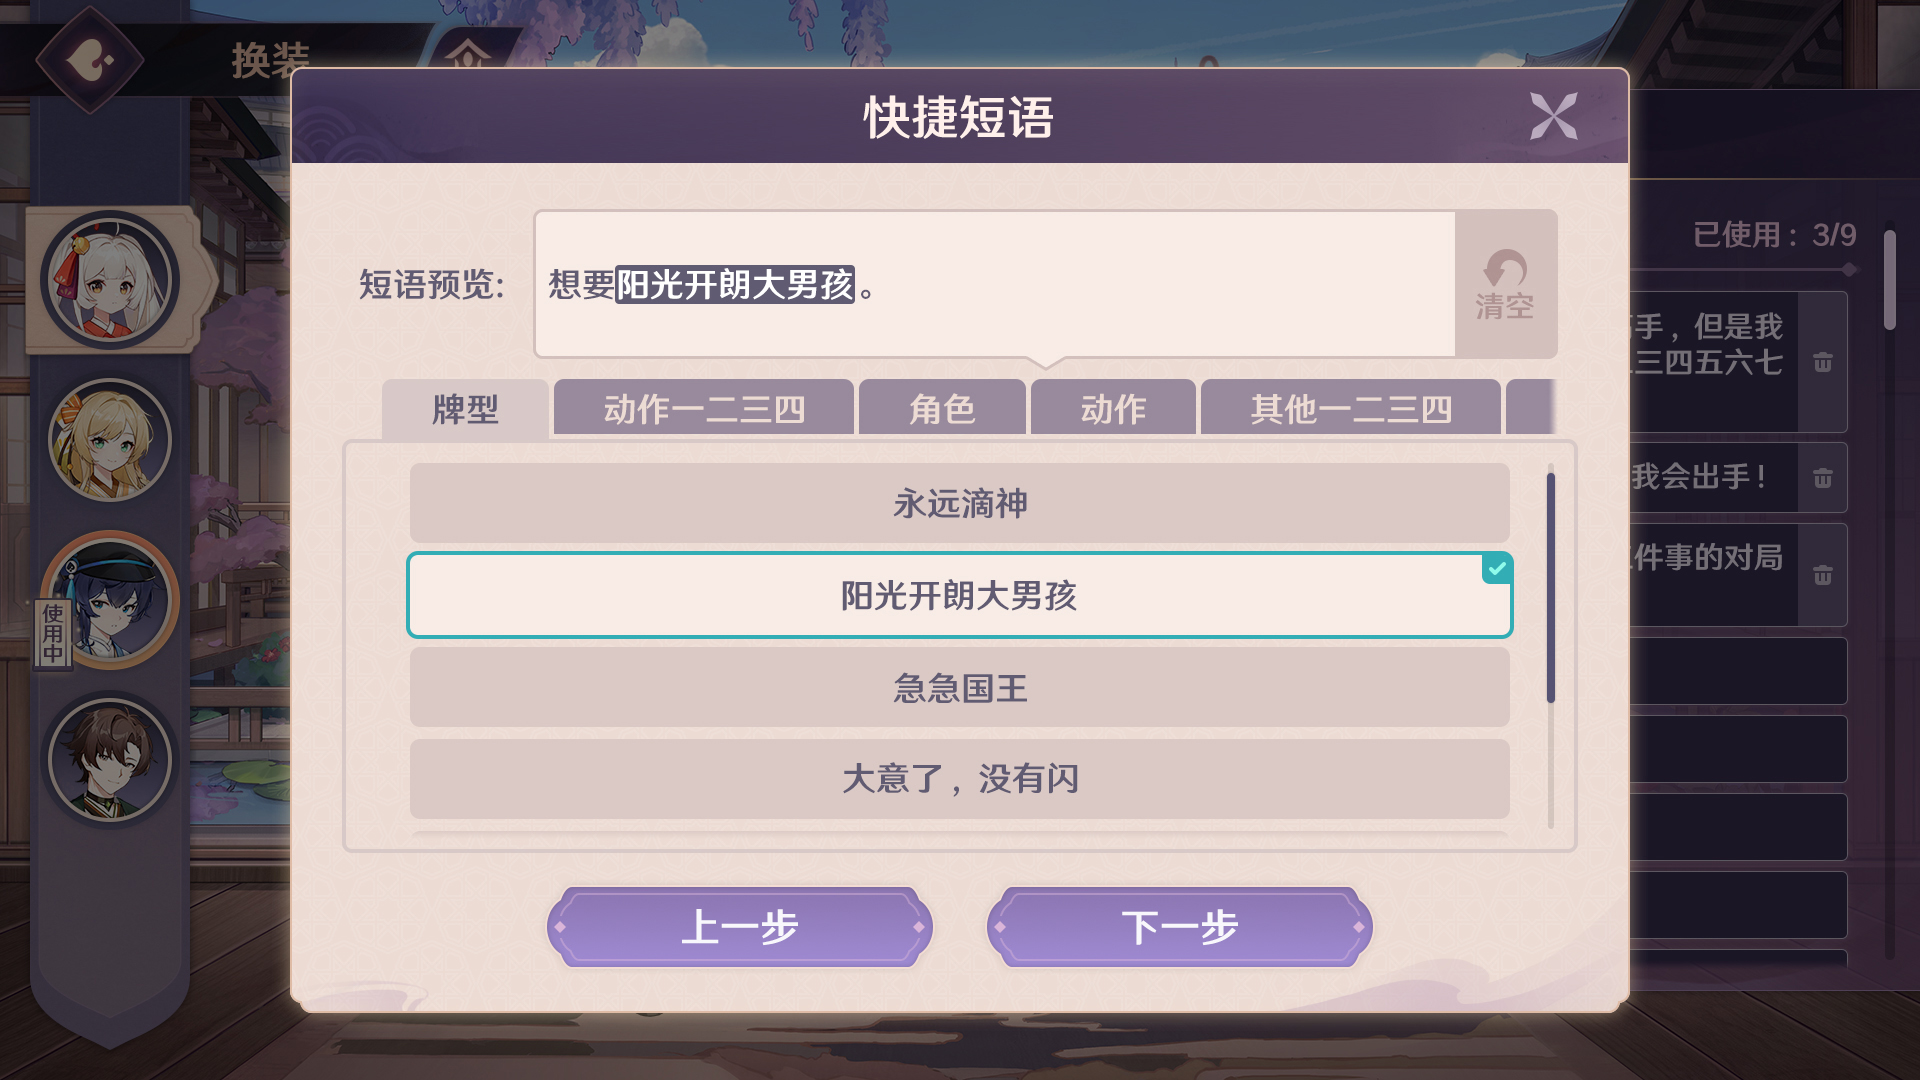 换装
快捷短语
短语预览:
想要阳光开朗大男孩。
清空
牌型
动作一二三四
角色
动作
其他一二三四
永远滴神
阳光开朗大男孩
急急国王
大意了，没有闪
上一步
下一步
使用中
已使用：3/9
手，但是我
三四五六七
我会出手！
件事的对局